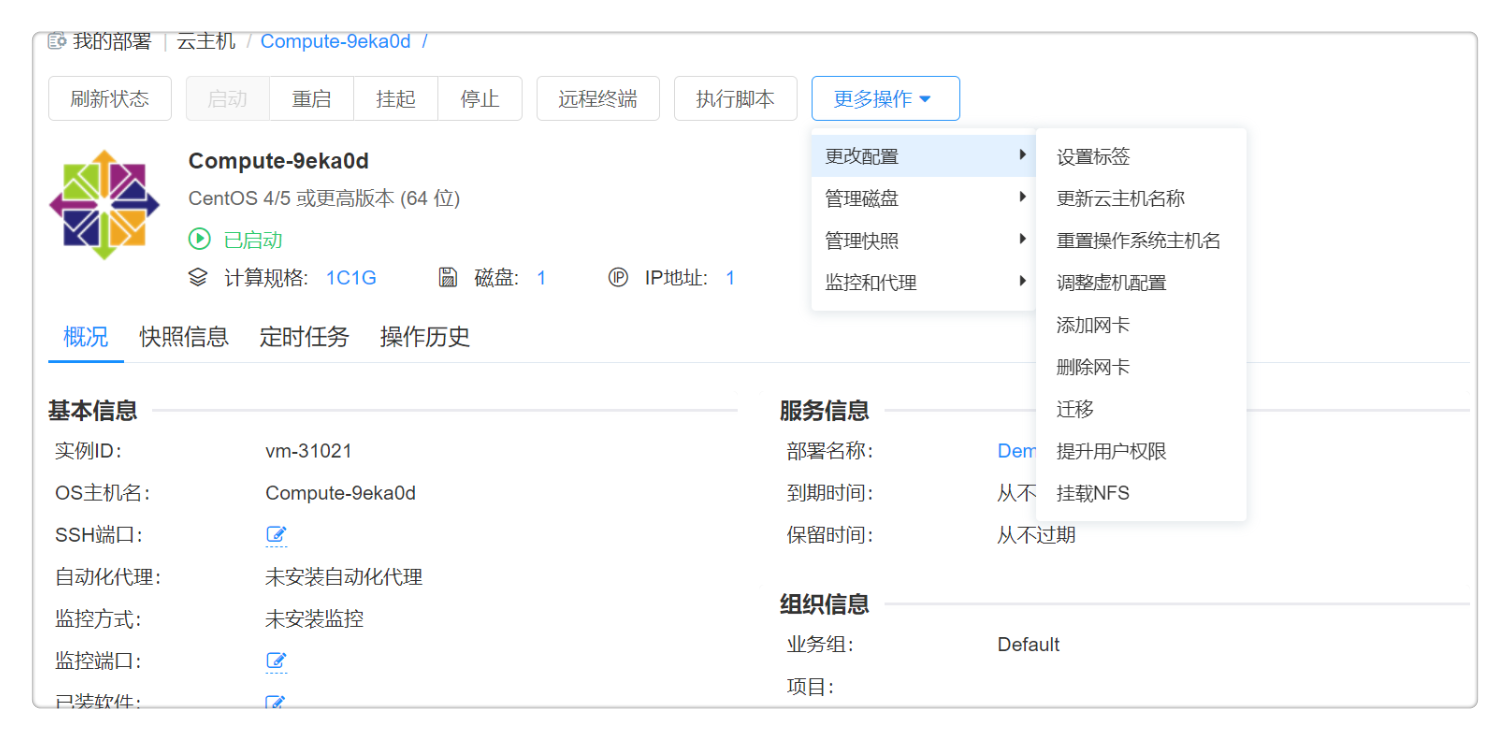 我的部署 | 云主机 / Compute-9eka0d /
刷新状态 启动 重启 挂起 停止 远程终端 执行脚本 更多操作
Compute-9eka0d
CentOS 4/5 或更高版本 (64 位)
已启动
计算规格: 1C1G 磁盘: 1 IP地址: 1
更改配置
管理磁盘
管理快照
监控和代理
设置标签
更新云主机名称
重置操作系统主机名
调整虚机配置
添加网卡
删除网卡
迁移
提升用户权限
挂载NFS
概况 快照信息 定时任务 操作历史
基本信息
实例ID: vm-31021
OS主机名: Compute-9eka0d
SSH端口:
自动化代理: 未安装自动化代理
监控方式: 未安装监控
监控端口:
已装软件:
服务信息
部署名称: Dem
到期时间: 从不
保留时间: 从不过期
组织信息
业务组: Default
项目: